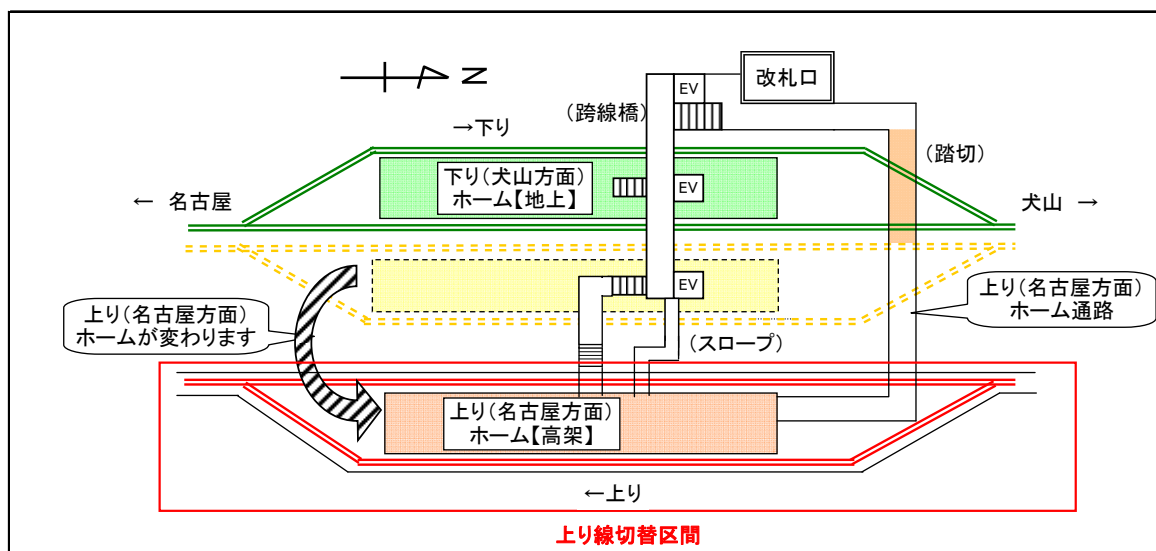 改札口
EV
(跨線橋)
→下り
(踏切)
下り(犬山方面)
ホーム【地上】
EV
← 名古屋
犬山 →
EV
上り(名古屋方面)
ホームが変わります
上り(名古屋方面)
ホーム通路
(スロープ)
上り(名古屋方面)
ホーム【高架】
←上り
上り線切替区間